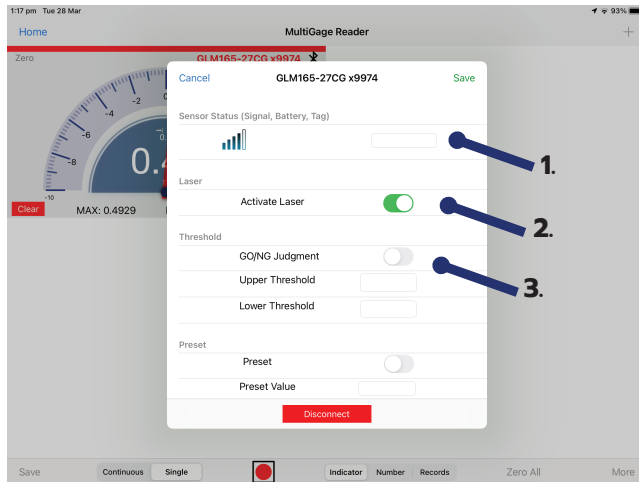 1:17 pm Tue 28 Mar 93%
Home MultiGage Reader
Zero GLM165-27CG x9974
Cancel GLM165-27CG x9974 Save
Sensor Status (Signal, Battery, Tag)
1.
Laser
Activate Laser
2.
Threshold
GO/NG Judgment
Upper Threshold
3.
Lower Threshold
Preset
Preset
Preset Value
Disconnect
-2
-4
-6
-8
-10
0.
Clear MAX: 0.4929
Save Continuous Single Indicator Number Records Zero All More